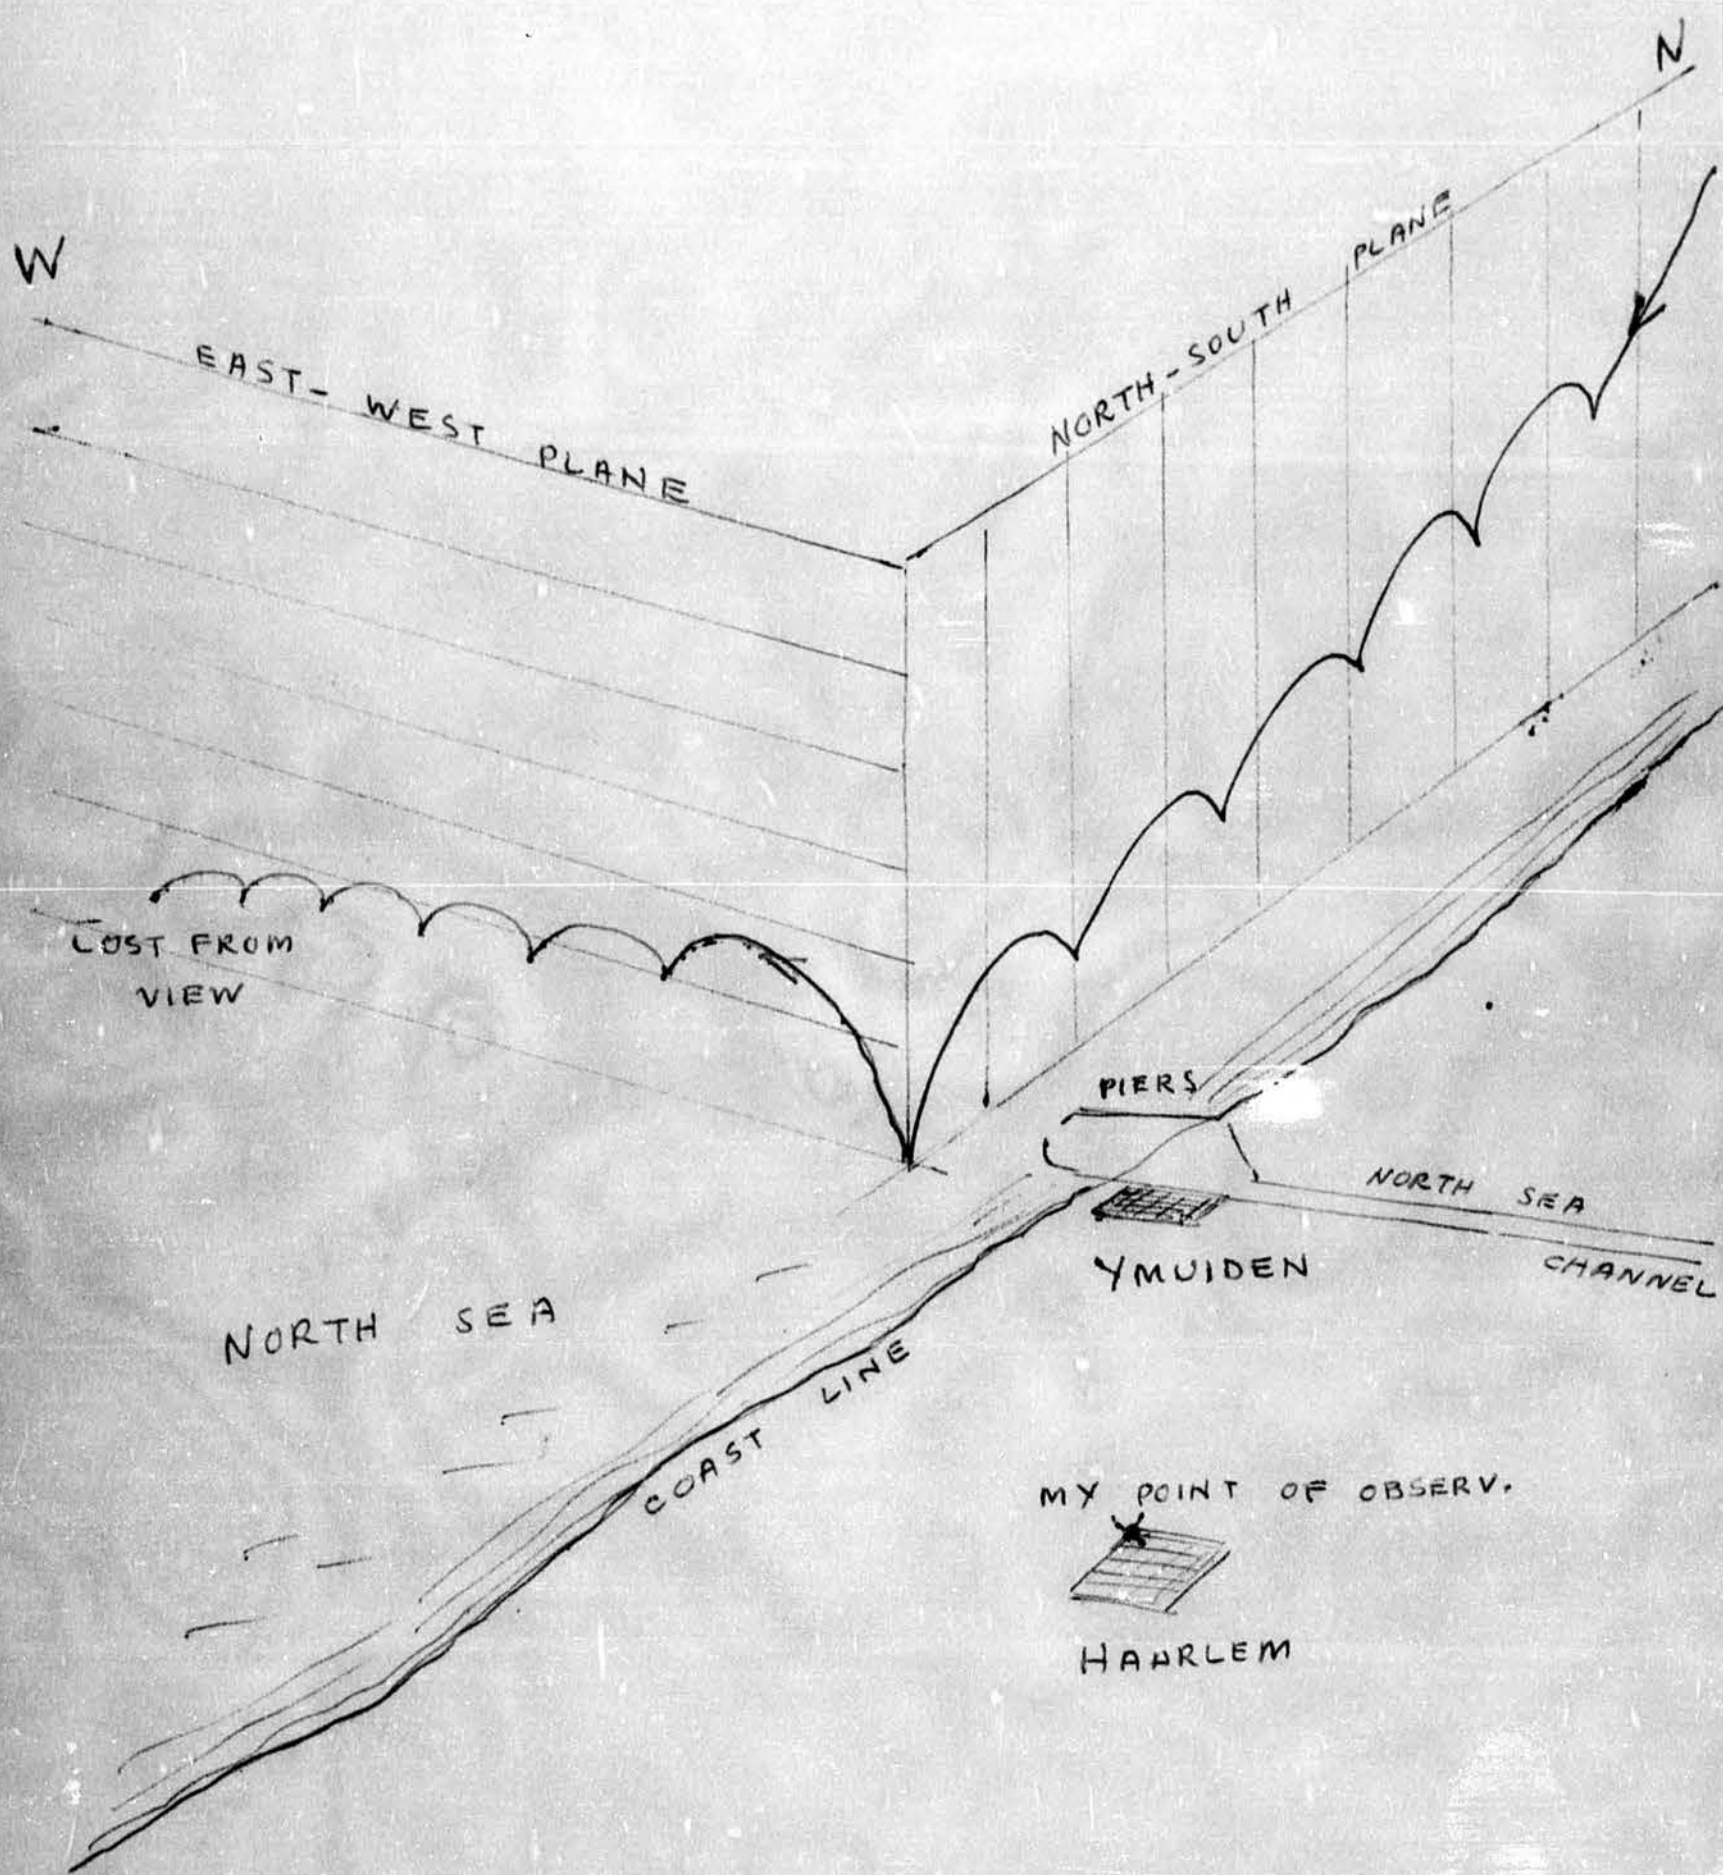 N
W
NORTH-SOUTH PLANE
EAST-WEST PLANE
LOST FROM
VIEW
PIERS
NORTH SEA
CHANNEL
YMUIDEN
NORTH SEA
COAST LINE
MY POINT OF OBSERV.
HAARLEM